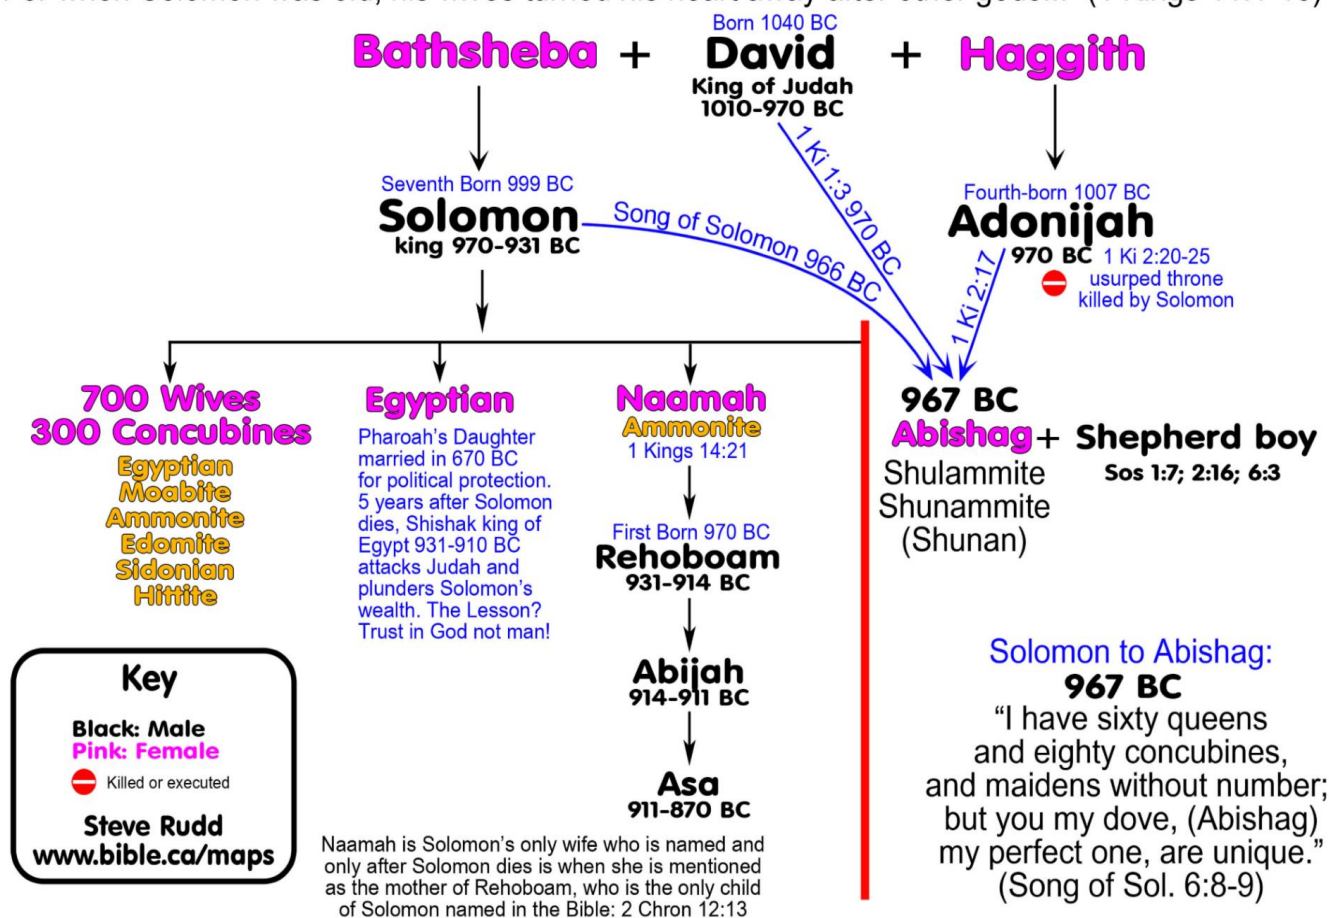 Born 1040 BC
Bathsheba + David + Haggith
King of Judah
1010-970 BC
1 Ki 1:3 970 BC
Seventh Born 999 BC
Solomon
king 970-931 BC
Song of Solomon 966 BC
Fourth-born 1007 BC
Adonijah
970 BC 1 Ki 2:20-25
usurped throne
killed by Solomon
1 Ki 2:17
700 Wives
300 Concubines
Egyptian
Moabite
Ammonite
Edomite
Sidonian
Hittite
Egyptian
Pharoah's Daughter
married in 670 BC
for political protection.
5 years after Solomon
dies, Shishak king of
Egypt 931-910 BC
attacks Judah and
plunders Solomon's
wealth. The Lesson?
Trust in God not man!
Naamah
Ammonite
1 Kings 14:21
First Born 970 BC
Rehoboam
931-914 BC
Abijah
914-911 BC
Asa
911-870 BC
Naamah is Solomon's only wife who is named and
only after Solomon dies is when she is mentioned
as the mother of Rehoboam, who is the only child
of Solomon named in the Bible: 2 Chron 12:13
967 BC
Abishag + Shepherd boy
Sos 1:7; 2:16; 6:3
Shulammite
Shunammite
(Shunan)
Solomon to Abishag:
967 BC
“I have sixty queens
and eighty concubines,
and maidens without number;
but you my dove, (Abishag)
my perfect one, are unique.”
(Song of Sol. 6:8-9)
Key
Black: Male
Pink: Female
Killed or executed
Steve Rudd
www.bible.ca/maps